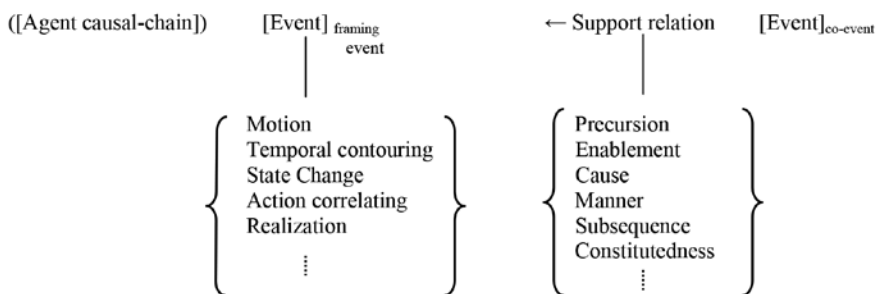 ([Agent causal-chain]) [Event] framing event ← Support relation [Event]co-event
Motion
Temporal contouring
State Change
Action correlating
Realization
Precursion
Enablement
Cause
Manner
Subsequence
Constitutedness